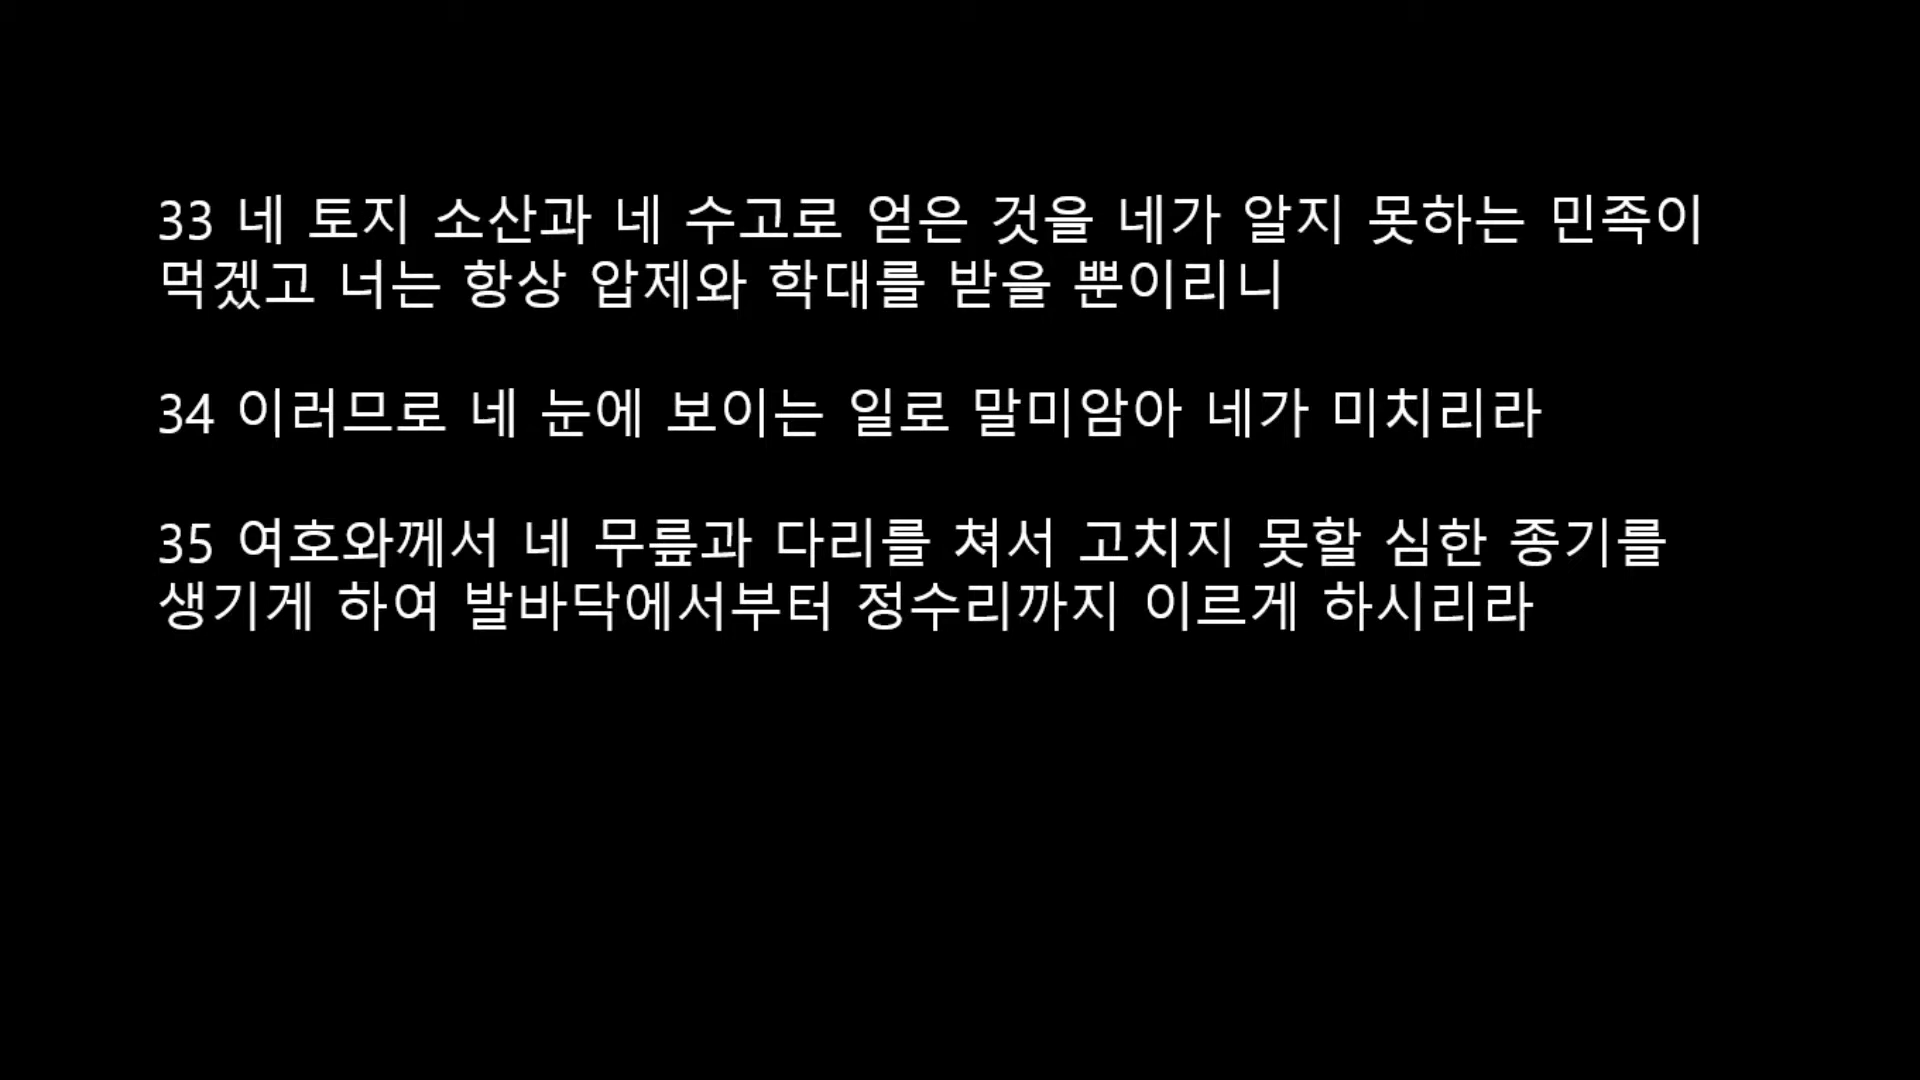 33 네 토지 소산과 네 수고로 얻은 것을 네가 알지 못하는 민족이
먹겠고 너는 항상 압제와 학대를 받을 뿐이리니
34 이러므로 네 눈에 보이는 일로 말미암아 네가 미치리라
35 여호와께서 네 무릎과 다리를 쳐서 고치지 못할 심한 종기를
생기게 하여 발바닥에서부터 정수리까지 이르게 하시리라